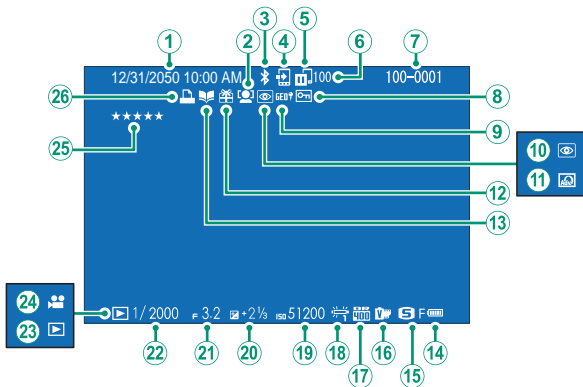 1 2 3 4 5 6 7
12/31/2050 10:00 AM 100 100-0001
26 GEO 8
★★★★★ 9
25 10
11 ADV.
12
13
24
23
1/2000 F 3.2 +2⅓ ISO 51200 DR 400 V S F 14
22 21 20 19 18 17 16 15